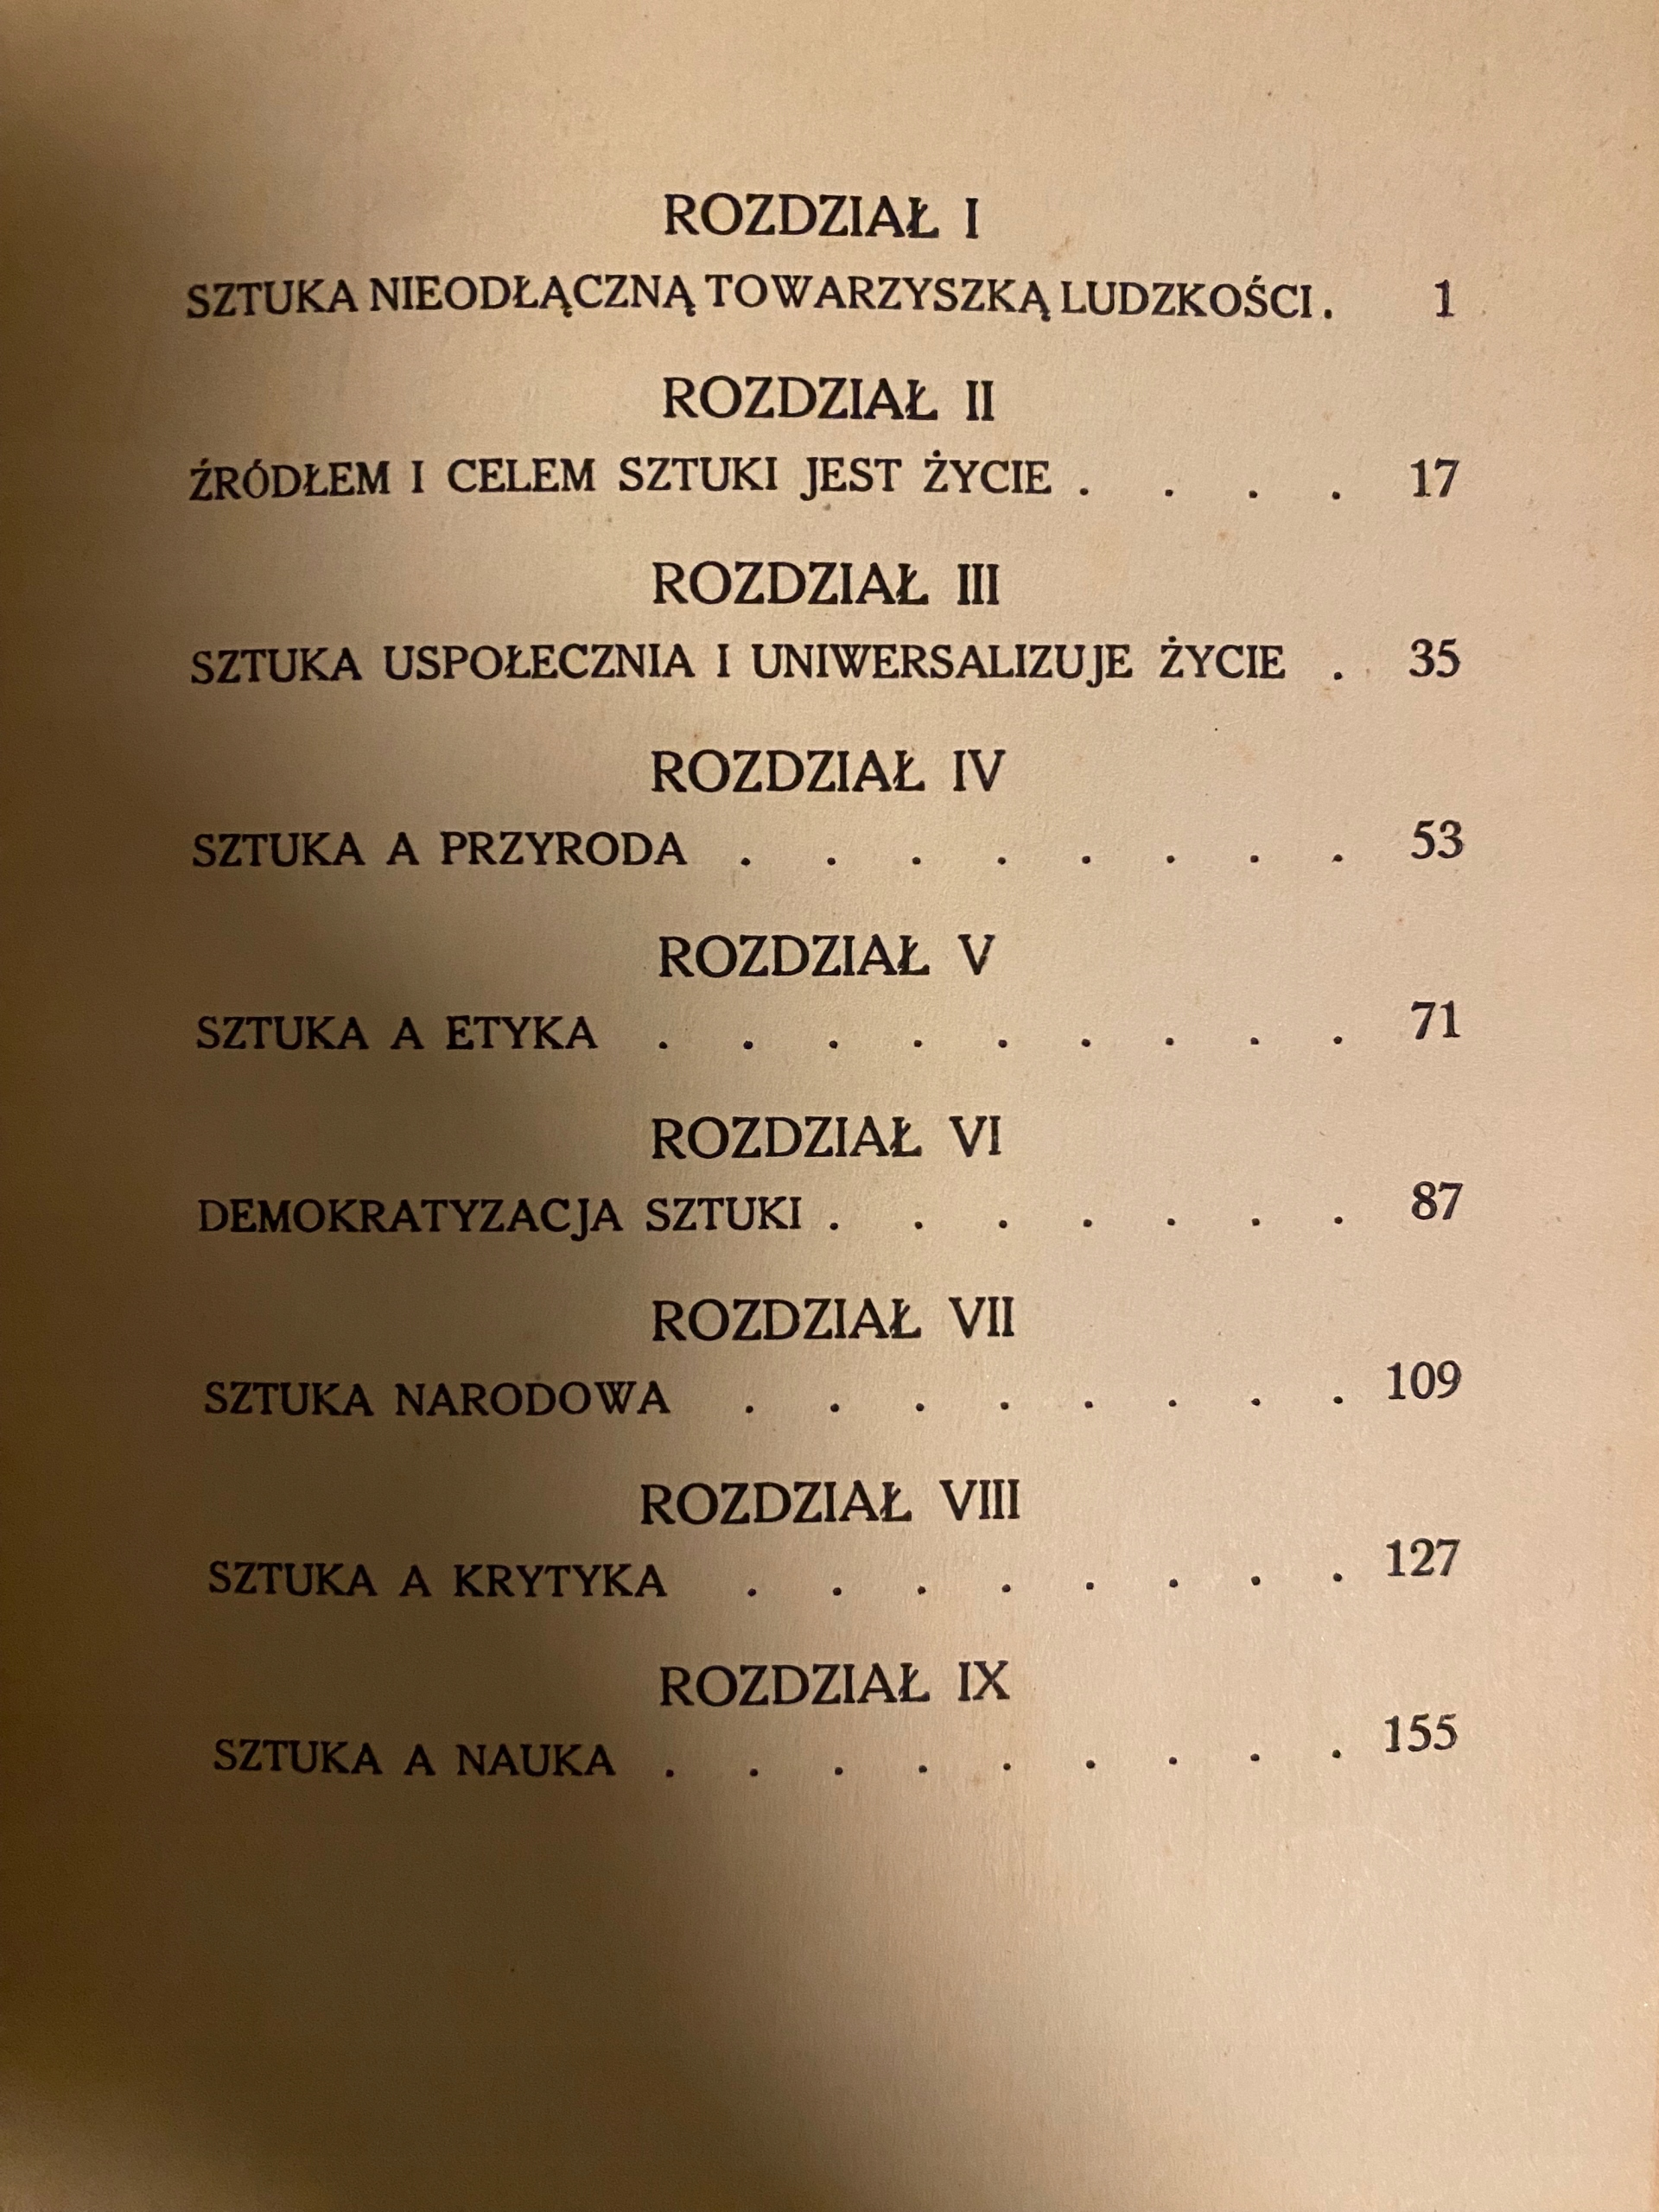 ROZDZIAŁ I
SZTUKA NIEODŁĄCZNĄ TOWARZYSZKĄ LUDZKOŚCI . 1
ROZDZIAŁ II
ŹRÓDŁEM I CELEM SZTUKI JEST ŻYCIE . . . . 17
ROZDZIAŁ III
SZTUKA USPOŁECZNIA I UNIWERSALIZUJE ŻYCIE . 35
ROZDZIAŁ IV
SZTUKA A PRZYRODA . . . . . . . . 53
ROZDZIAŁ V
SZTUKA A ETYKA . . . . . . . . . 71
ROZDZIAŁ VI
DEMOKRATYZACJA SZTUKI . . . . . . . 87
ROZDZIAŁ VII
SZTUKA NARODOWA . . . . . . . . 109
ROZDZIAŁ VIII
SZTUKA A KRYTYKA . . . . . . . . 127
ROZDZIAŁ IX
SZTUKA A NAUKA . . . . . . . . . 155